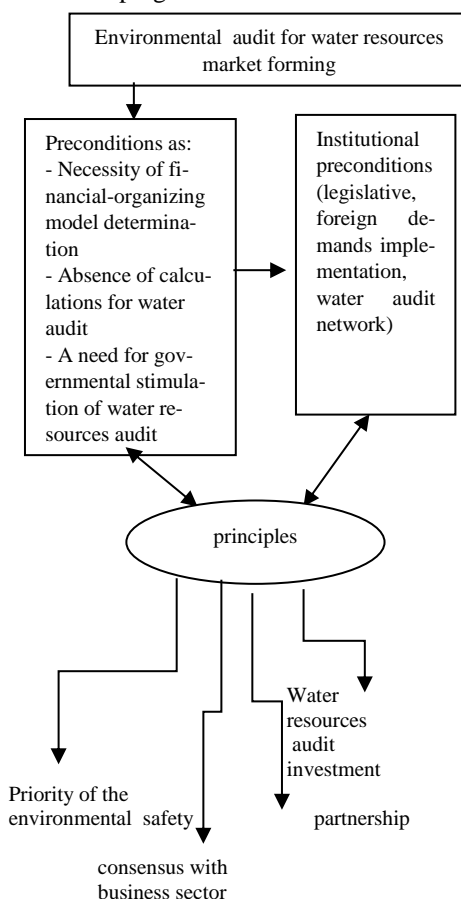 Environmental audit for water resources
market forming
Preconditions as:
- Necessity of fi-
nancial-organizing
model determina-
tion
- Absence of calcu-
lations for water
audit
- A need for gov-
ernmental stimula-
tion of water re-
sources audit
Institutional
preconditions
(legislative,
foreign de-
mands imple-
mentation,
water audit
network)
principles
Water
resources
audit
investment
Priority of the
environmental safety
partnership
consensus with
business sector